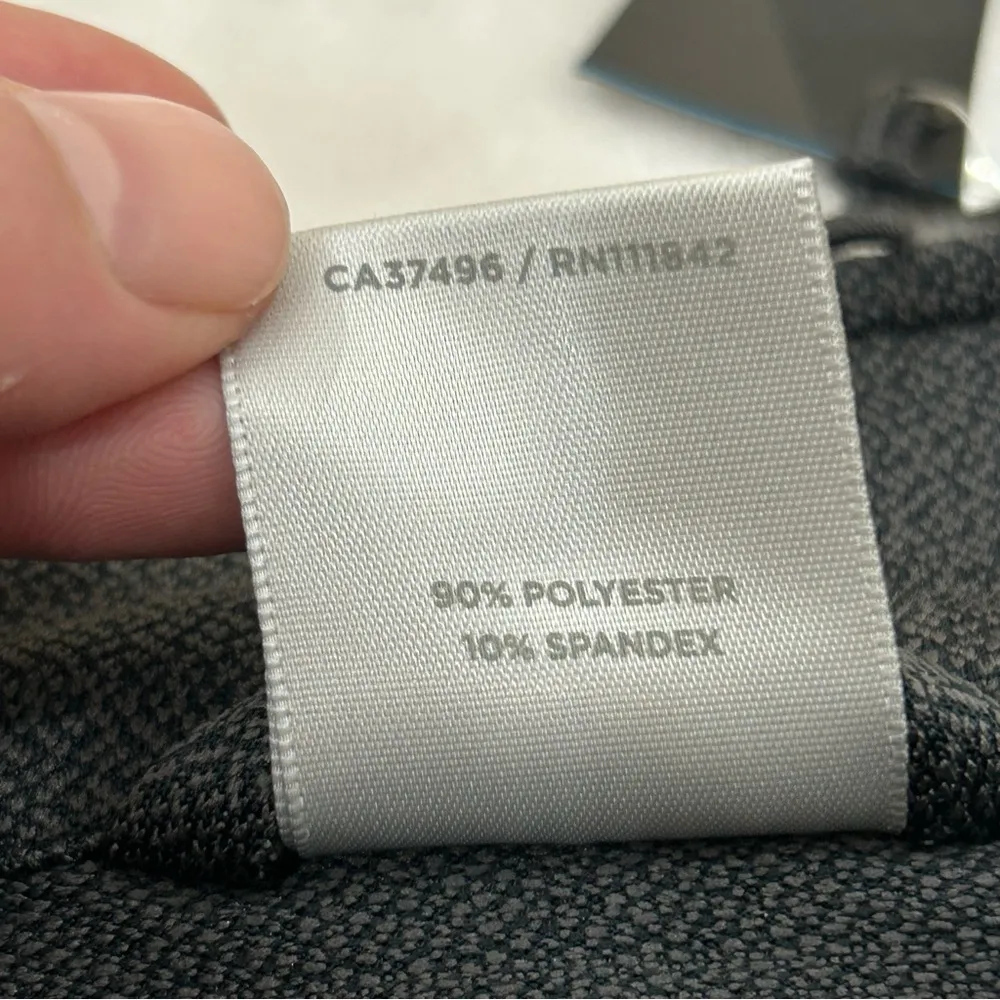 CA37496 / RN111842
90% POLYESTER
10% SPANDEX